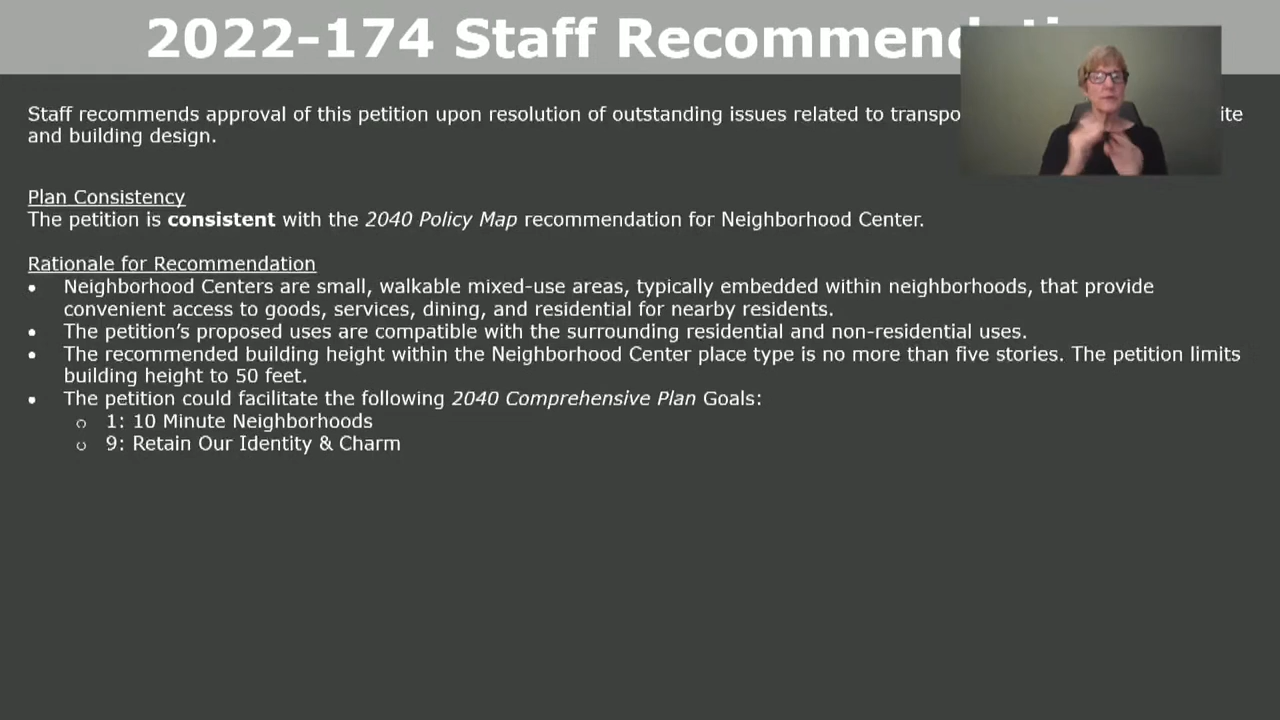 2022-174 Staff
Staff recommends approval of this petition upon resolution of outstanding issues related to
and building design.
Plan Consistency
The petition is consistent with the 2040 Policy Map recommendation for Neighborhood Center.
Rationale for Recommendation
• Neighborhood Centers are small, walkable mixed-use areas, typically embedded within neighborhoods, that provide
convenient access to goods, services, dining, and residential for nearby residents.
• The petition’s proposed uses are compatible with the surrounding residential and non-residential uses.
• The recommended building height within the Neighborhood Center place type is no more than five stories. The petition limits
building height to 50 feet.
• The petition could facilitate the following 2040 Comprehensive Plan Goals:
○ 1: 10 Minute Neighborhoods
○ 9: Retain Our Identity & Charm